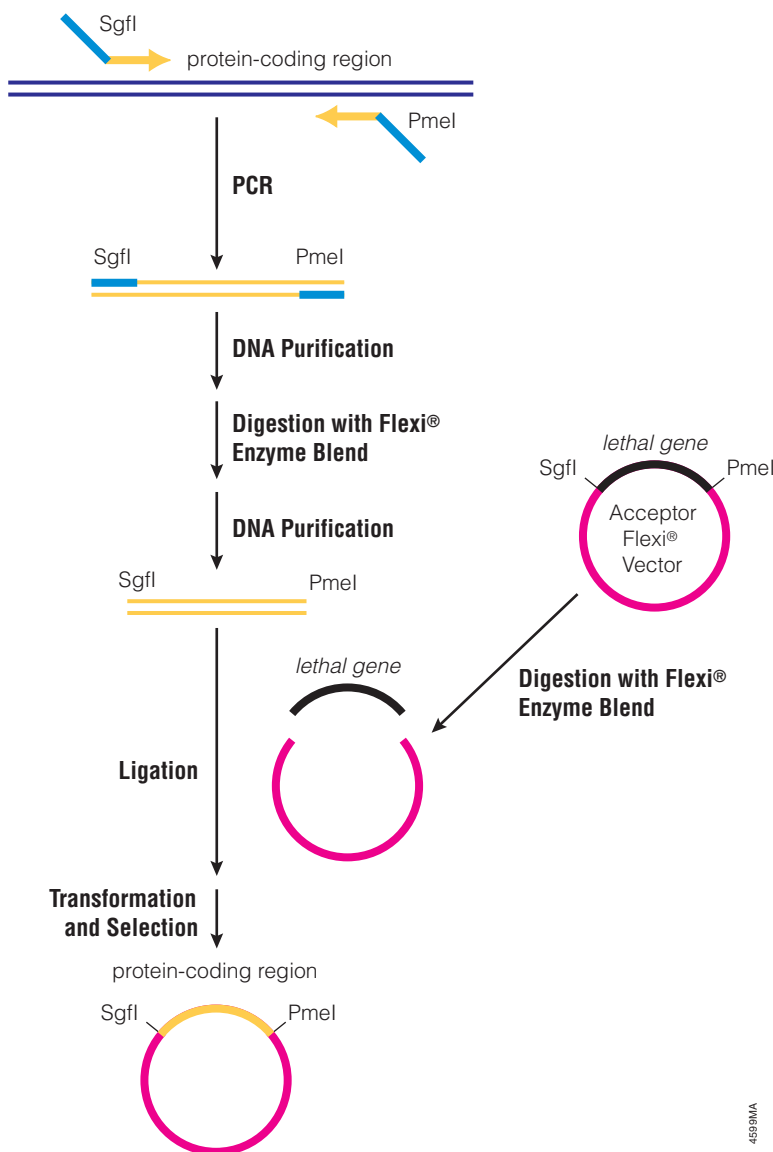 SgfI
protein-coding region
PmeI
PCR
SgfI
PmeI
DNA Purification
Digestion with Flexi®
Enzyme Blend
DNA Purification
lethal gene
SgfI
PmeI
Acceptor
Flexi®
Vector
SgfI
PmeI
lethal gene
Digestion with Flexi®
Enzyme Blend
Ligation
Transformation
and Selection
protein-coding region
SgfI
PmeI
4599MA